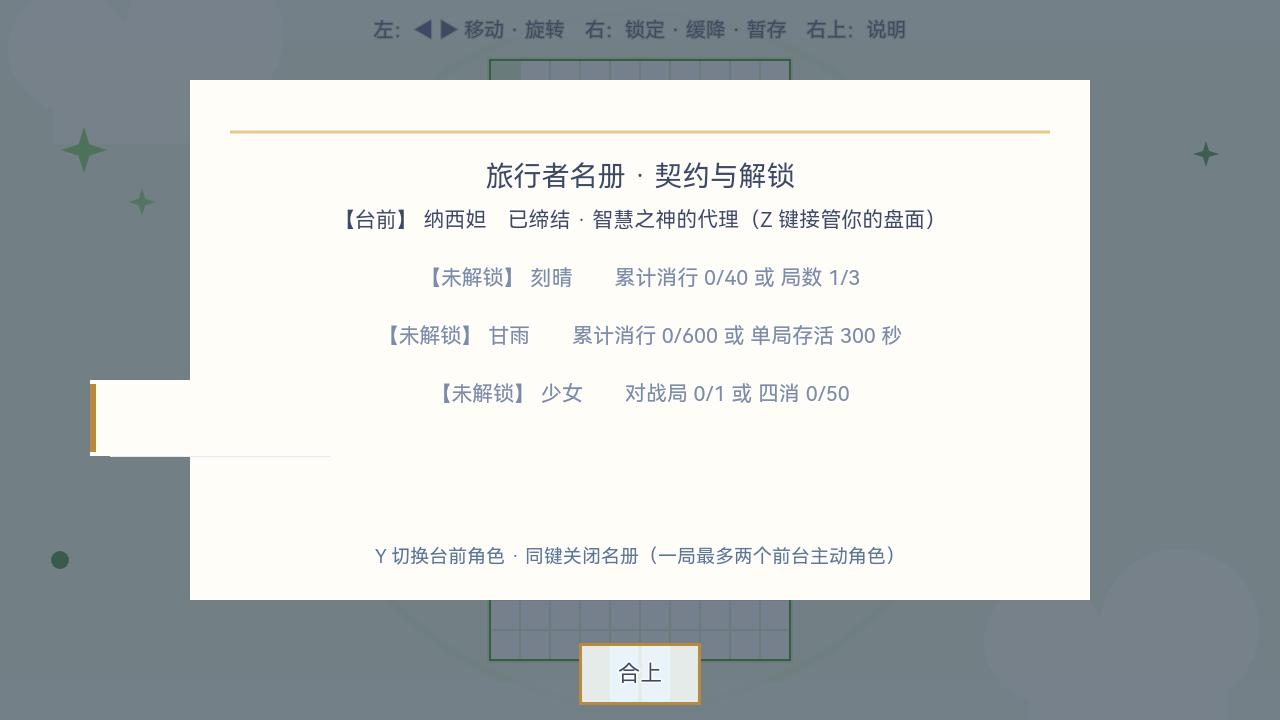 左：◀ ▶ 移动 · 旋转　右：锁定 · 缓降 · 暂存　右上：说明
旅行者名册 · 契约与解锁
【台前】 纳西妲　已缔结 · 智慧之神的代理（Z 键接管你的盘面）
【未解锁】 刻晴　　累计消行 0/40 或 局数 1/3
【未解锁】 甘雨　　累计消行 0/600 或 单局存活 300 秒
【未解锁】 少女　　对战局 0/1 或 四消 0/50
Y 切换台前角色 · 同键关闭名册（一局最多两个前台主动角色）
合上